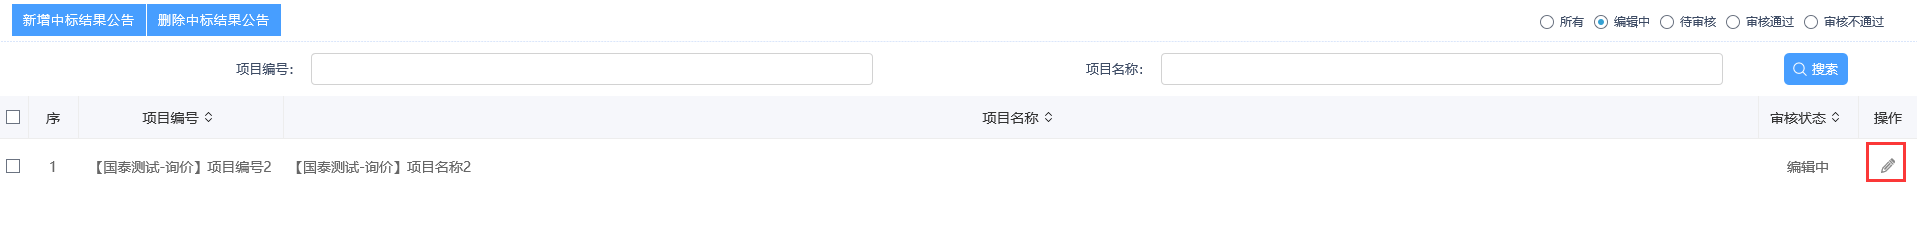 新增中标结果公告 删除中标结果公告 所有 编辑中 待审核 审核通过 审核不通过
项目编号: 项目名称: 搜索
序 项目编号 项目名称 审核状态 操作
1 【国泰测试-询价】项目编号2 【国泰测试-询价】项目名称2 编辑中